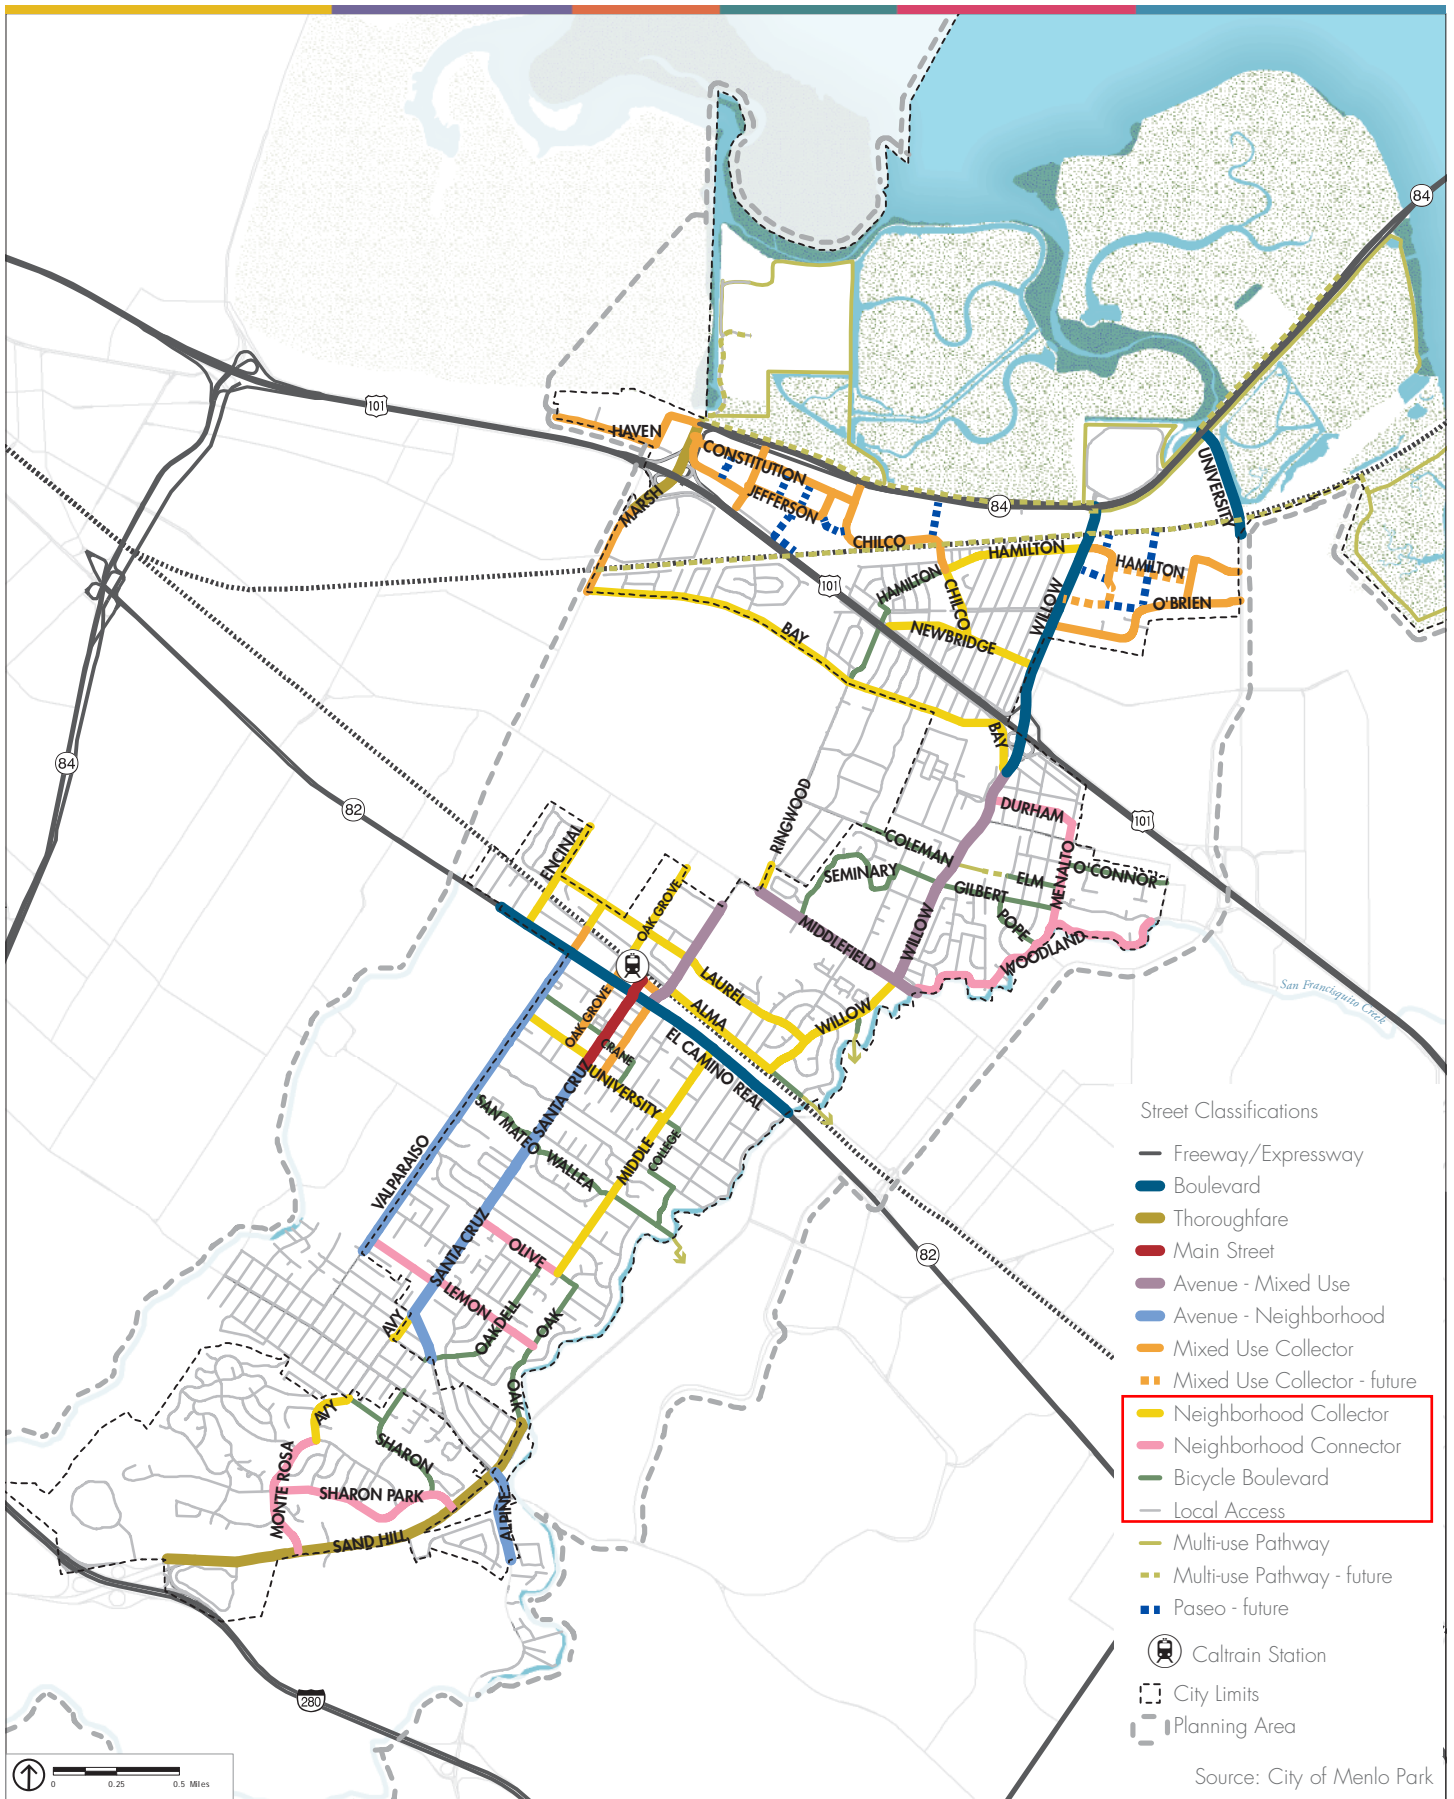 84
101
HAVEN
CONSTITUTION
JEFFERSON
MARSH
UNIVERSITY
84
CHILCO
HAMILTON
HAMILTON
HAMILTON
101
CHILCO
WILLOW
O'BRIEN
NEWBRIDGE
BAY
BAY
84
82
RINGWOOD
DURHAM
101
ENCINAL
'COLEMAN
SEMINARY
ELM
O'CONNOR
MENALTO
GILBERT
OAK GROVE
POPE
MIDDLEFIELD
WILLOW
WOODLAND
LAUREL
San Francisquito Creek
OAK GROVE
ALMA
WILLOW
CRANE
EL CAMINO REAL
SANTA CRUZ
UNIVERSITY
SAN MATEO
WALLEA
MIDDLE
COLLEGE
VALPARAISO
SANTA CRUZ
OLIVE
82
LEMON
AVY
OAKDELL
OAK
OAK
AVY
SHARON
MONTE ROSA
SHARON PARK
SAND HILL
ALPINE
280
Street Classifications
Freeway/Expressway
Boulevard
Thoroughfare
Main Street
Avenue - Mixed Use
Avenue - Neighborhood
Mixed Use Collector
Mixed Use Collector - future
Neighborhood Collector
Neighborhood Connector
Bicycle Boulevard
Local Access
Multi-use Pathway
Multi-use Pathway - future
Paseo - future
Caltrain Station
City Limits
Planning Area
0 0.25 0.5 Miles
Source: City of Menlo Park